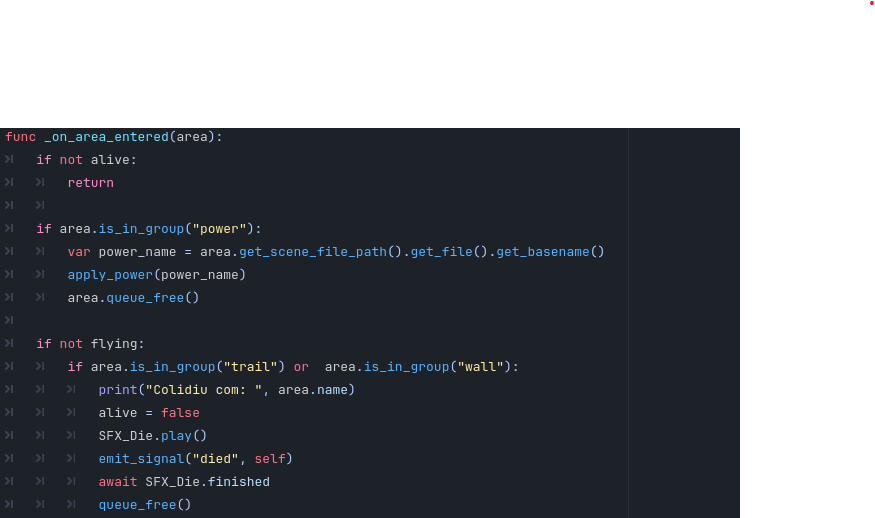 func _on_area_entered(area):
if not alive:
return
if area.is_in_group("power"):
var power_name = area.get_scene_file_path().get_file().get_basename()
apply_power(power_name)
area.queue_free()
if not flying:
if area.is_in_group("trail") or  area.is_in_group("wall"):
print("Colidiu com: ", area.name)
alive = false
SFX_Die.play()
emit_signal("died", self)
await SFX_Die.finished
queue_free()